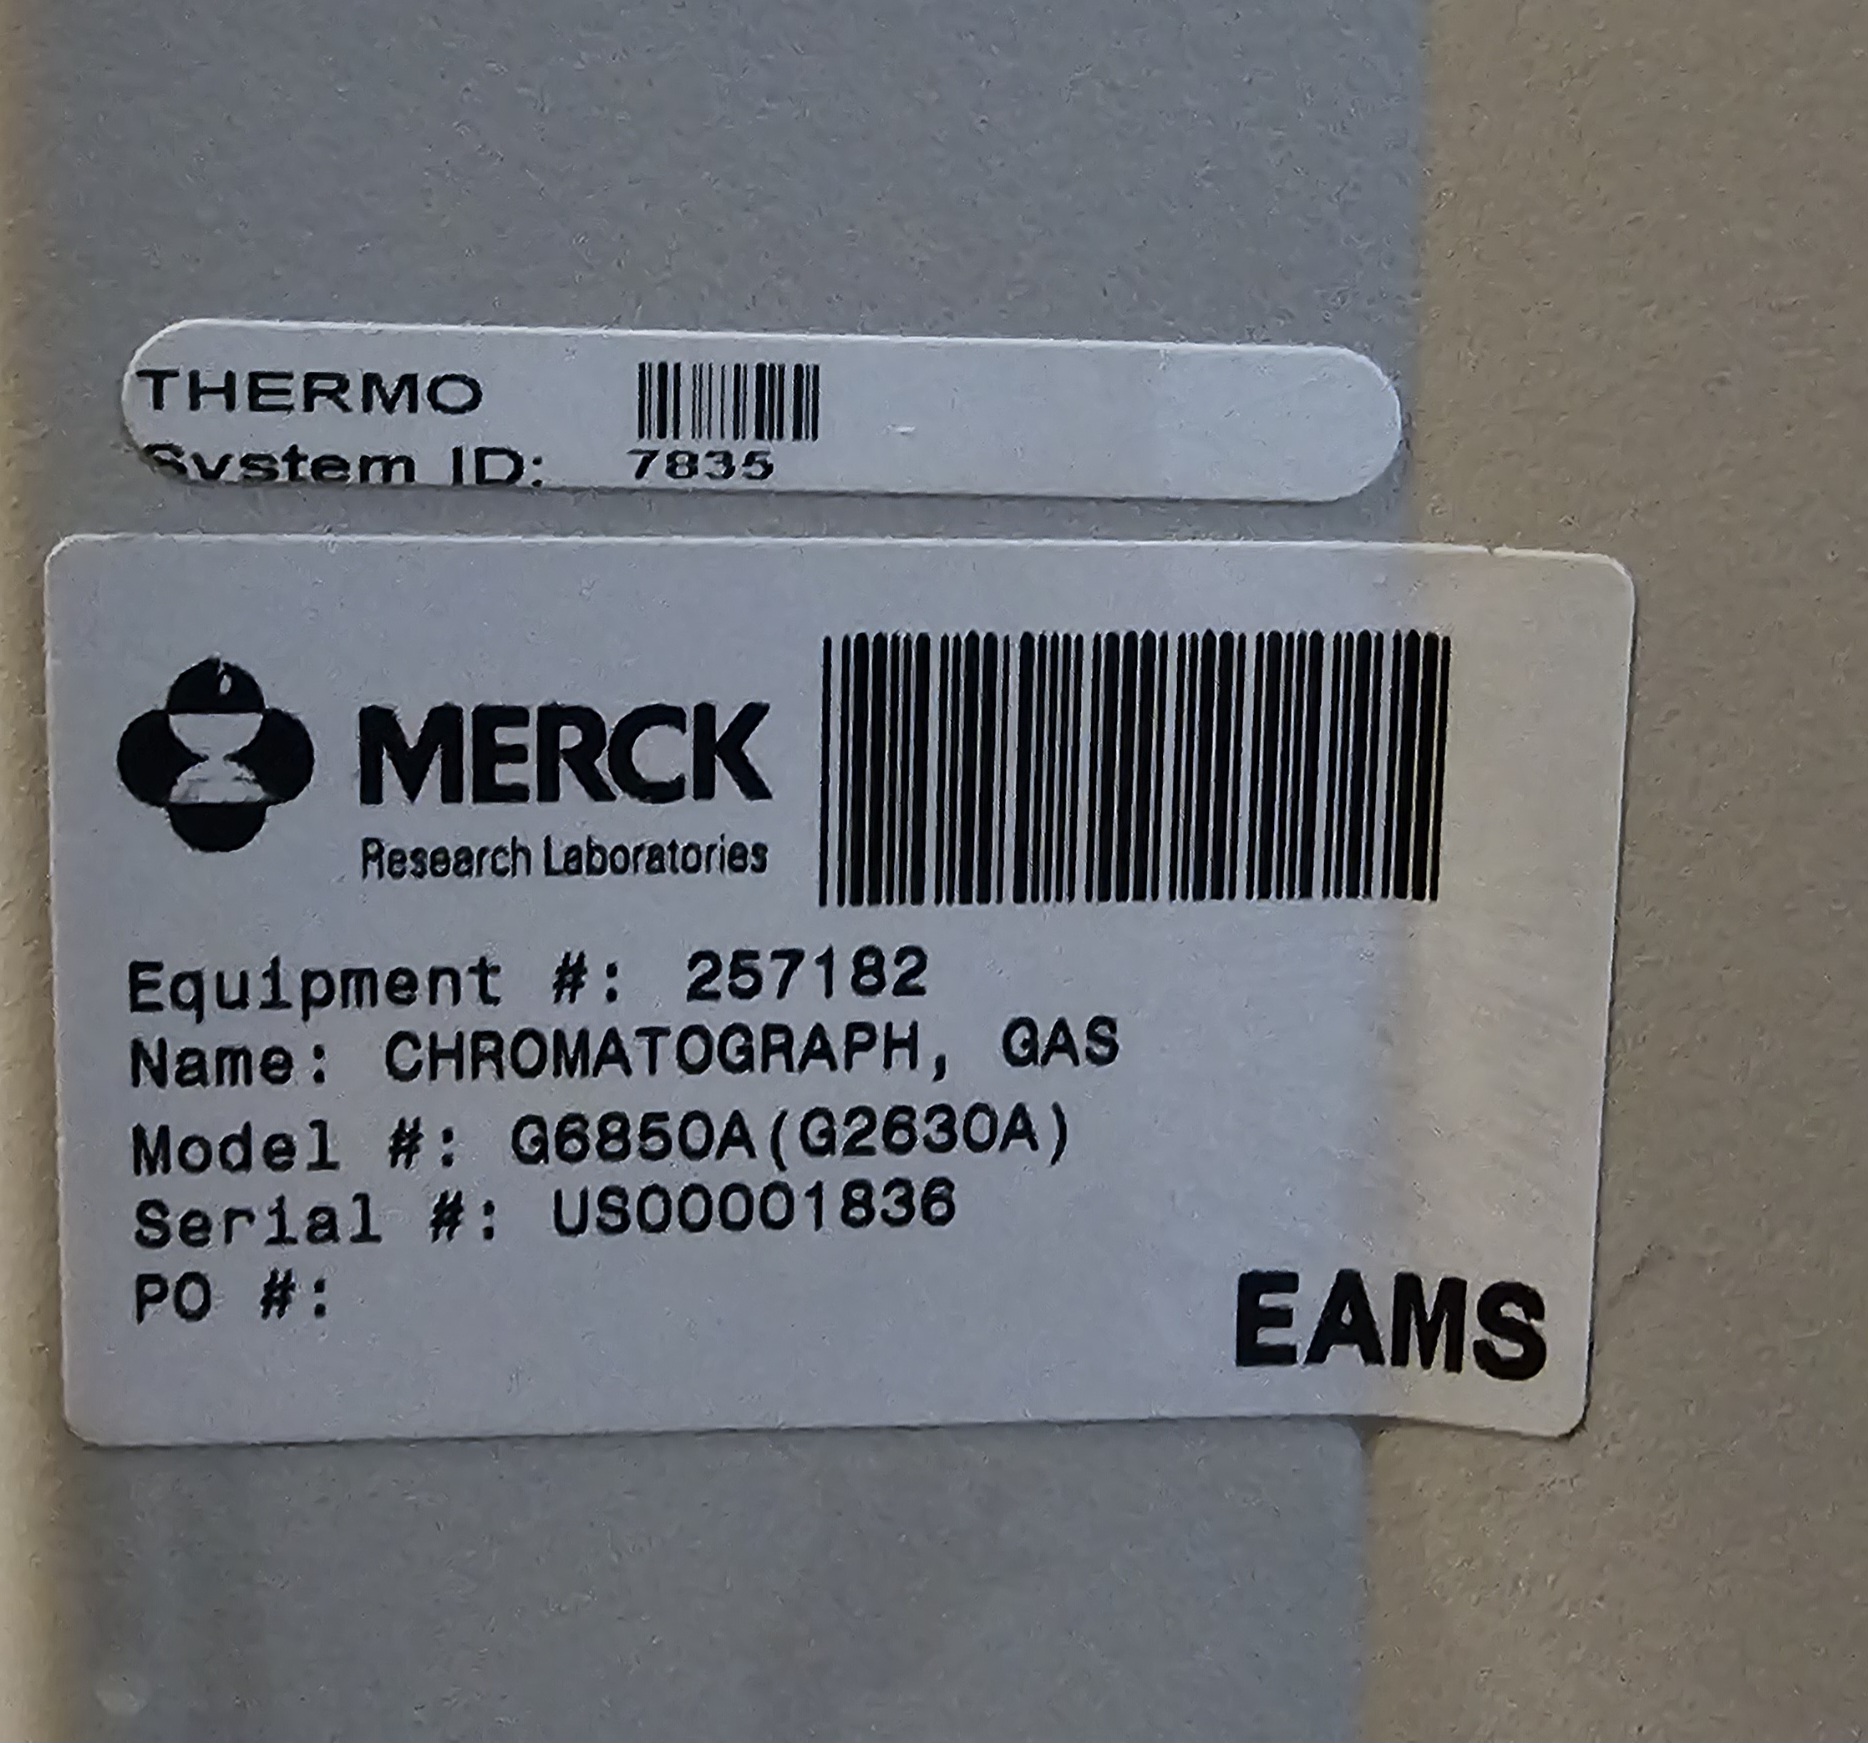 THERMO
System ID: 7835
MERCK
Research Laboratories
Equipment #: 257182
Name: CHROMATOGRAPH, GAS
Model #: G6850A(G2630A)
Serial #: US00001836
PO #:
EAMS